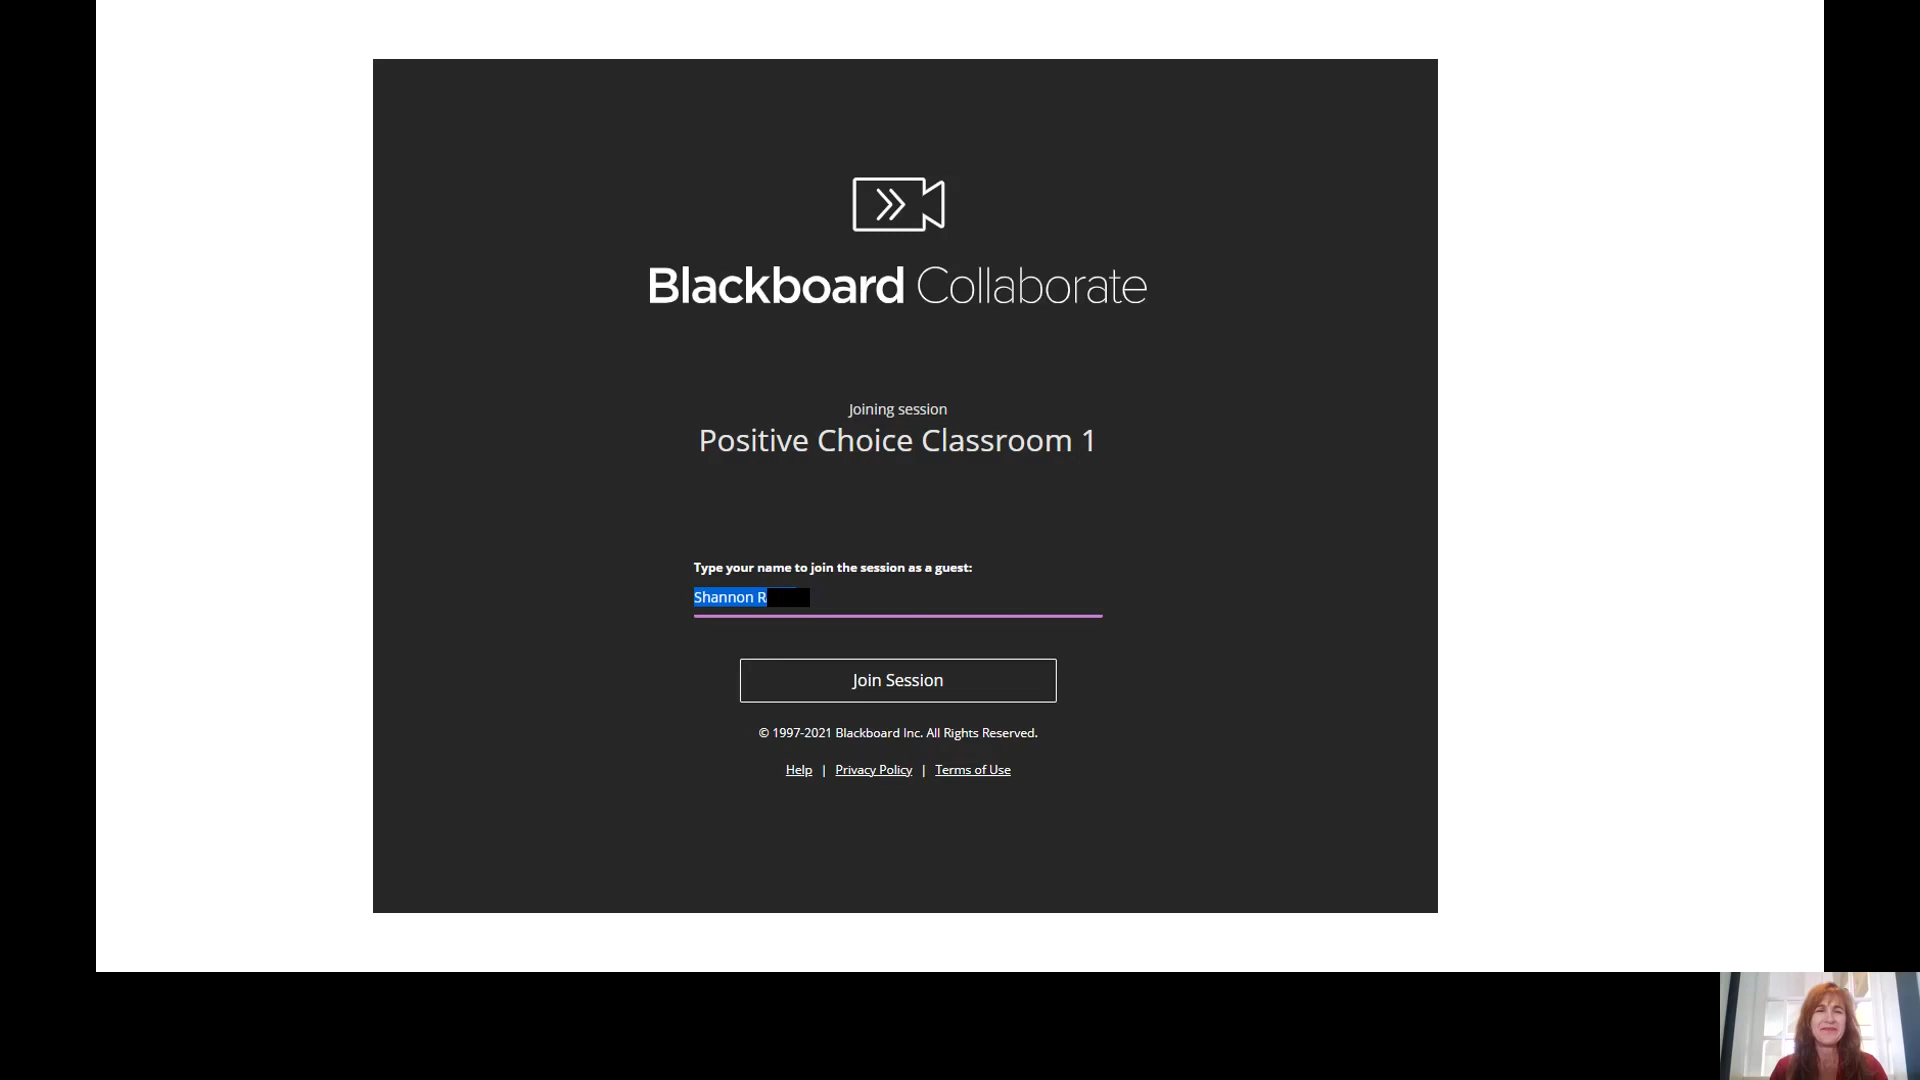 Blackboard Collaborate
Joining session
Positive Choice Classroom 1
Type your name to join the session as a guest:
Shannon R
Join Session
© 1997-2021 Blackboard Inc. All Rights Reserved.
Help | Privacy Policy | Terms of Use